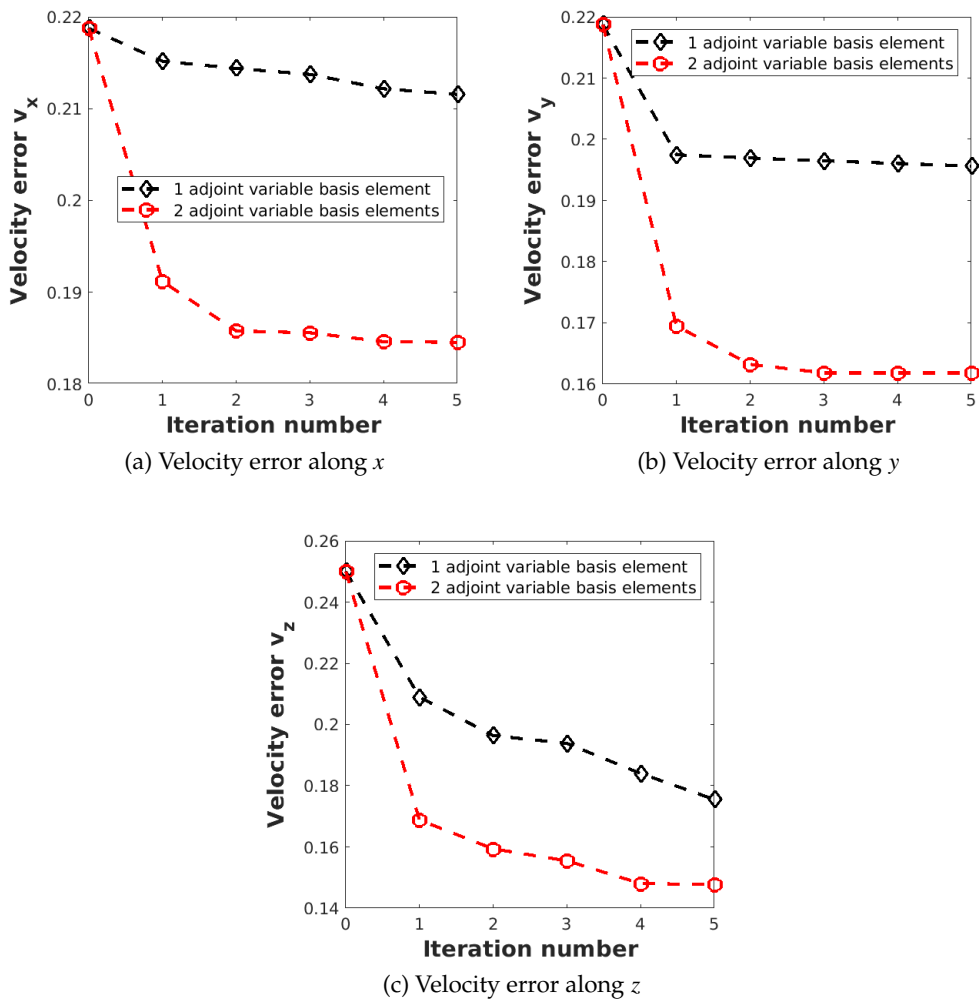 0.22
0.21
0.2
0.19
0.18
Velocity error v_x
1 adjoint variable basis element
2 adjoint variable basis elements
0 1 2 3 4 5
Iteration number
(a) Velocity error along x
0.22
0.21
0.2
0.19
0.18
0.17
0.16
Velocity error v_y
1 adjoint variable basis element
2 adjoint variable basis elements
0 1 2 3 4 5
Iteration number
(b) Velocity error along y
0.26
0.24
0.22
0.2
0.18
0.16
0.14
Velocity error v_z
1 adjoint variable basis element
2 adjoint variable basis elements
0 1 2 3 4 5
Iteration number
(c) Velocity error along z